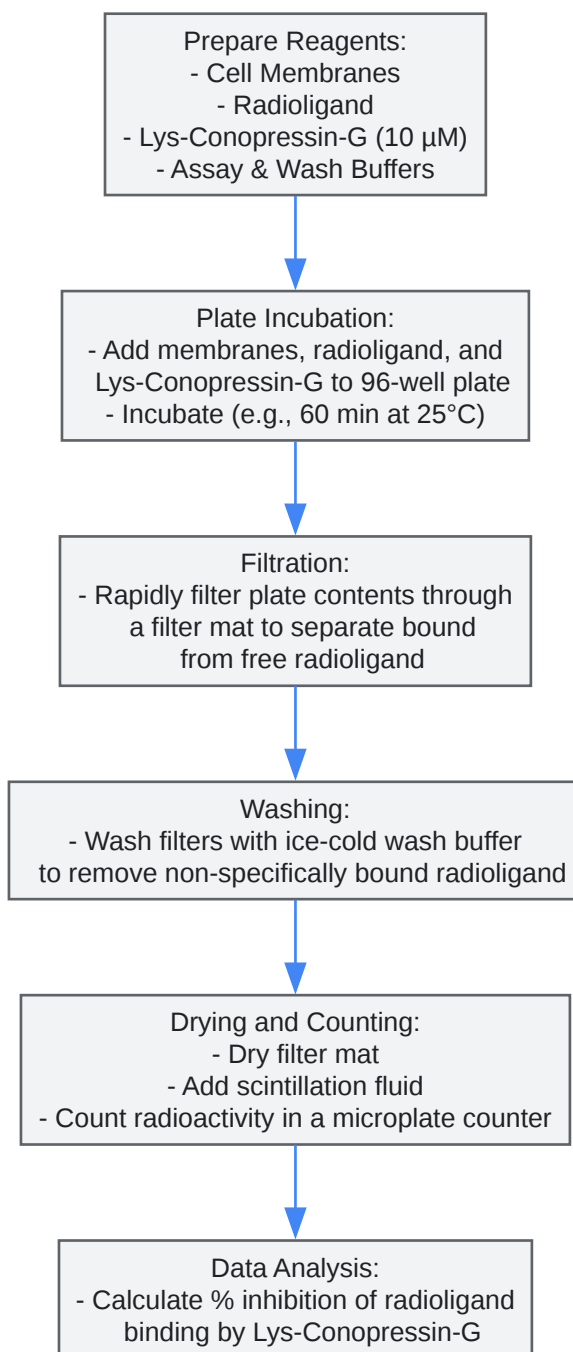 Prepare Reagents:
- Cell Membranes
- Radioligand
- Lys-Conopressin-G (10 µM)
- Assay & Wash Buffers
Plate Incubation:
- Add membranes, radioligand, and
Lys-Conopressin-G to 96-well plate
- Incubate (e.g., 60 min at 25°C)
Filtration:
- Rapidly filter plate contents through
a filter mat to separate bound
from free radioligand
Washing:
- Wash filters with ice-cold wash buffer
to remove non-specifically bound radioligand
Drying and Counting:
- Dry filter mat
- Add scintillation fluid
- Count radioactivity in a microplate counter
Data Analysis:
- Calculate % inhibition of radioligand
binding by Lys-Conopressin-G